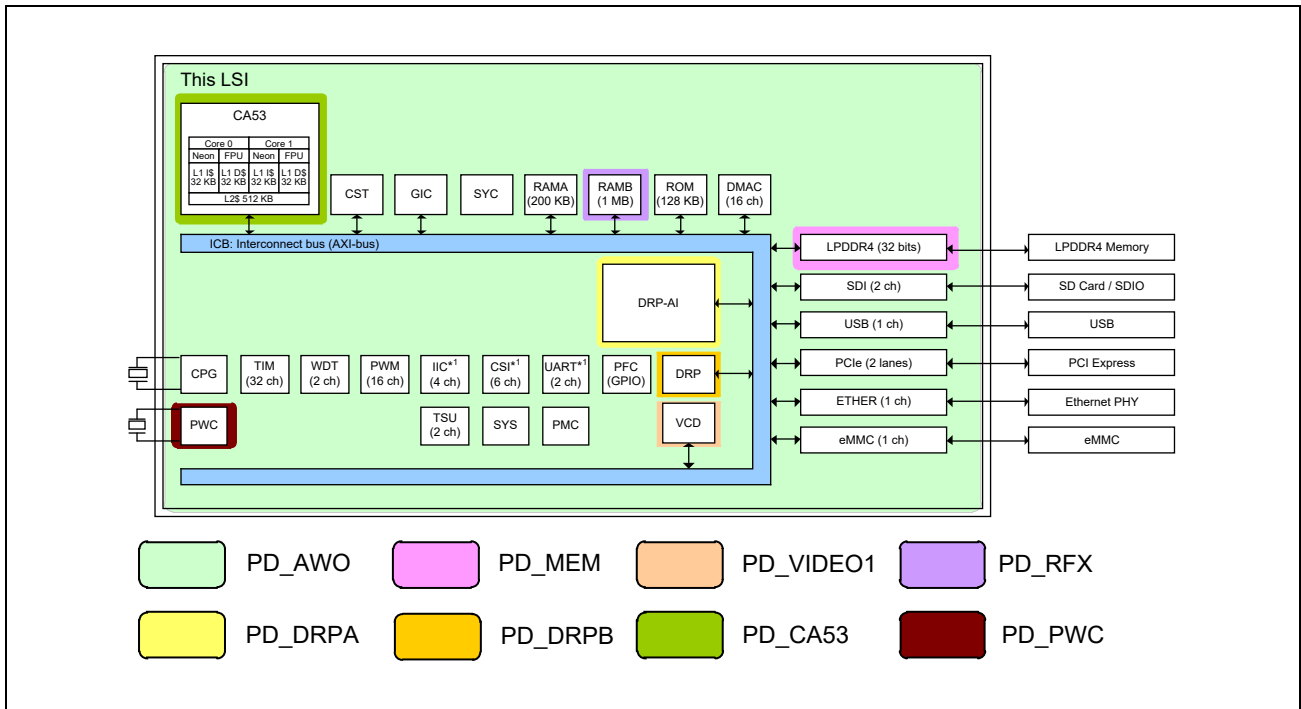 This LSI
CA53
Core 0 Core 1
Neon FPU Neon FPU
L1 I$ 32 KB L1 D$ 32 KB L1 I$ 32 KB L1 D$ 32 KB
L2$ 512 KB
CST
GIC
SYC
RAMA (200 KB)
RAMB (1 MB)
ROM (128 KB)
DMAC (16 ch)
ICB: Interconnect bus (AXI-bus)
LPDDR4 (32 bits)
LPDDR4 Memory
SDI (2 ch)
SD Card / SDIO
USB (1 ch)
USB
PCIe (2 lanes)
PCI Express
ETHER (1 ch)
Ethernet PHY
eMMC (1 ch)
eMMC
DRP-AI
CPG
TIM (32 ch)
WDT (2 ch)
PWM (16 ch)
IIC*1 (4 ch)
CSI*1 (6 ch)
UART*1 (2 ch)
PFC (GPIO)
DRP
PWC
TSU (2 ch)
SYS
PMC
VCD
PD_AWO
PD_MEM
PD_VIDEO1
PD_RFX
PD_DRPA
PD_DRPB
PD_CA53
PD_PWC